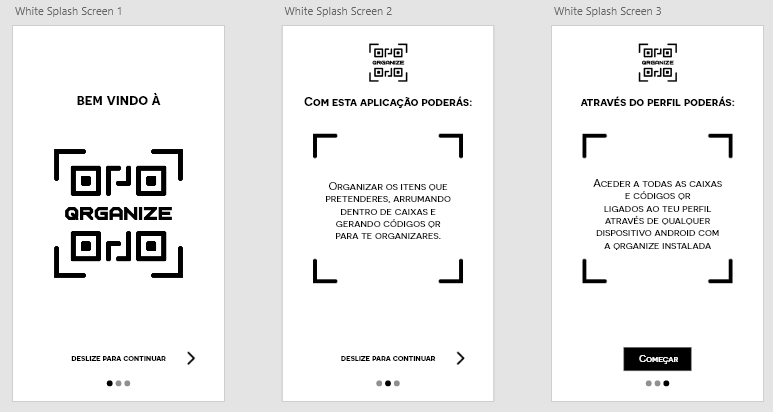 White Splash Screen 1
BEM VINDO À
QRGANIZE
DESLIZE PARA CONTINUAR
White Splash Screen 2
QRGANIZE
COM ESTA APLICAÇÃO PODERÁS:
ORGANIZAR OS ITENS QUE
PRETENDERES, ARRUMANDO
DENTRO DE CAIXAS E
GERANDO CÓDIGOS QR
PARA TE ORGANIZARES.
DESLIZE PARA CONTINUAR
White Splash Screen 3
QRGANIZE
ATRAVÉS DO PERFIL PODERÁS:
ACEDER A TODAS AS CAIXAS
E CÓDIGOS QR
LIGADOS AO TEU PERFIL
ATRAVÉS DE QUALQUER
DISPOSITIVO ANDROID COM
A QRGANIZE INSTALADA
COMEÇAR